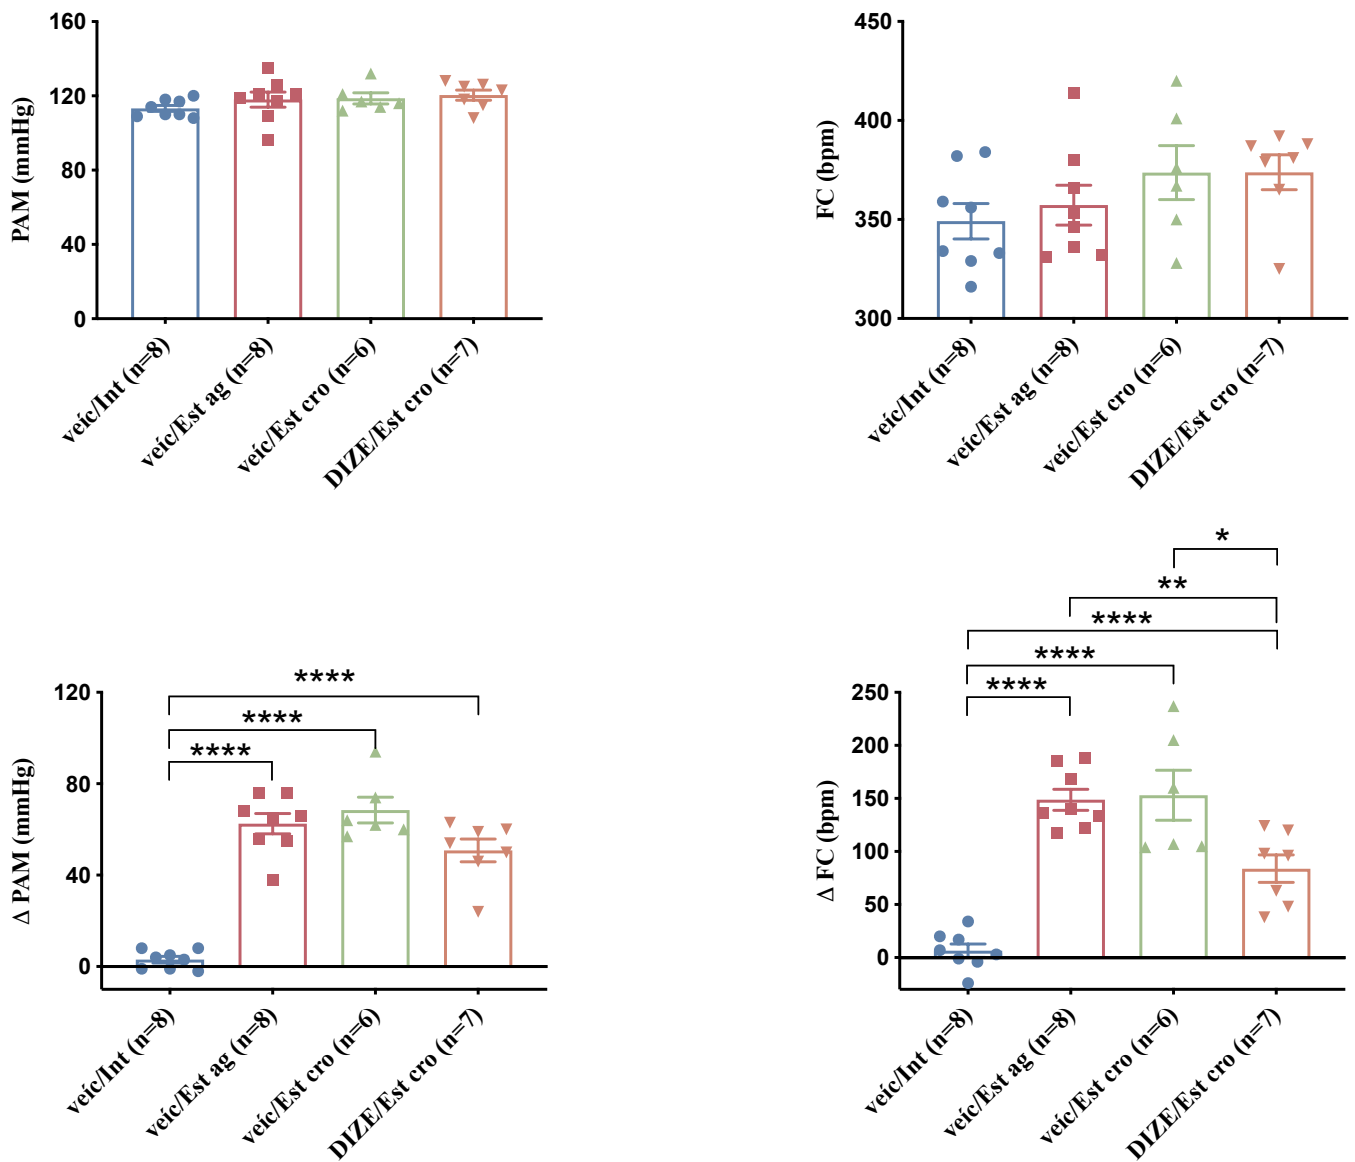 PAM (mmHg)
160
120
80
40
0
veíc/Int (n=8)
veíc/Est ag (n=8)
veíc/Est cro (n=6)
DIZE/Est cro (n=7)
FC (bpm)
450
400
350
300
veíc/Int (n=8)
veíc/Est ag (n=8)
veíc/Est cro (n=6)
DIZE/Est cro (n=7)
Δ PAM (mmHg)
120
80
40
0
****
****
****
veíc/Int (n=8)
veíc/Est ag (n=8)
veíc/Est cro (n=6)
DIZE/Est cro (n=7)
Δ FC (bpm)
250
200
150
100
50
0
*
**
****
****
****
veíc/Int (n=8)
veíc/Est ag (n=8)
veíc/Est cro (n=6)
DIZE/Est cro (n=7)